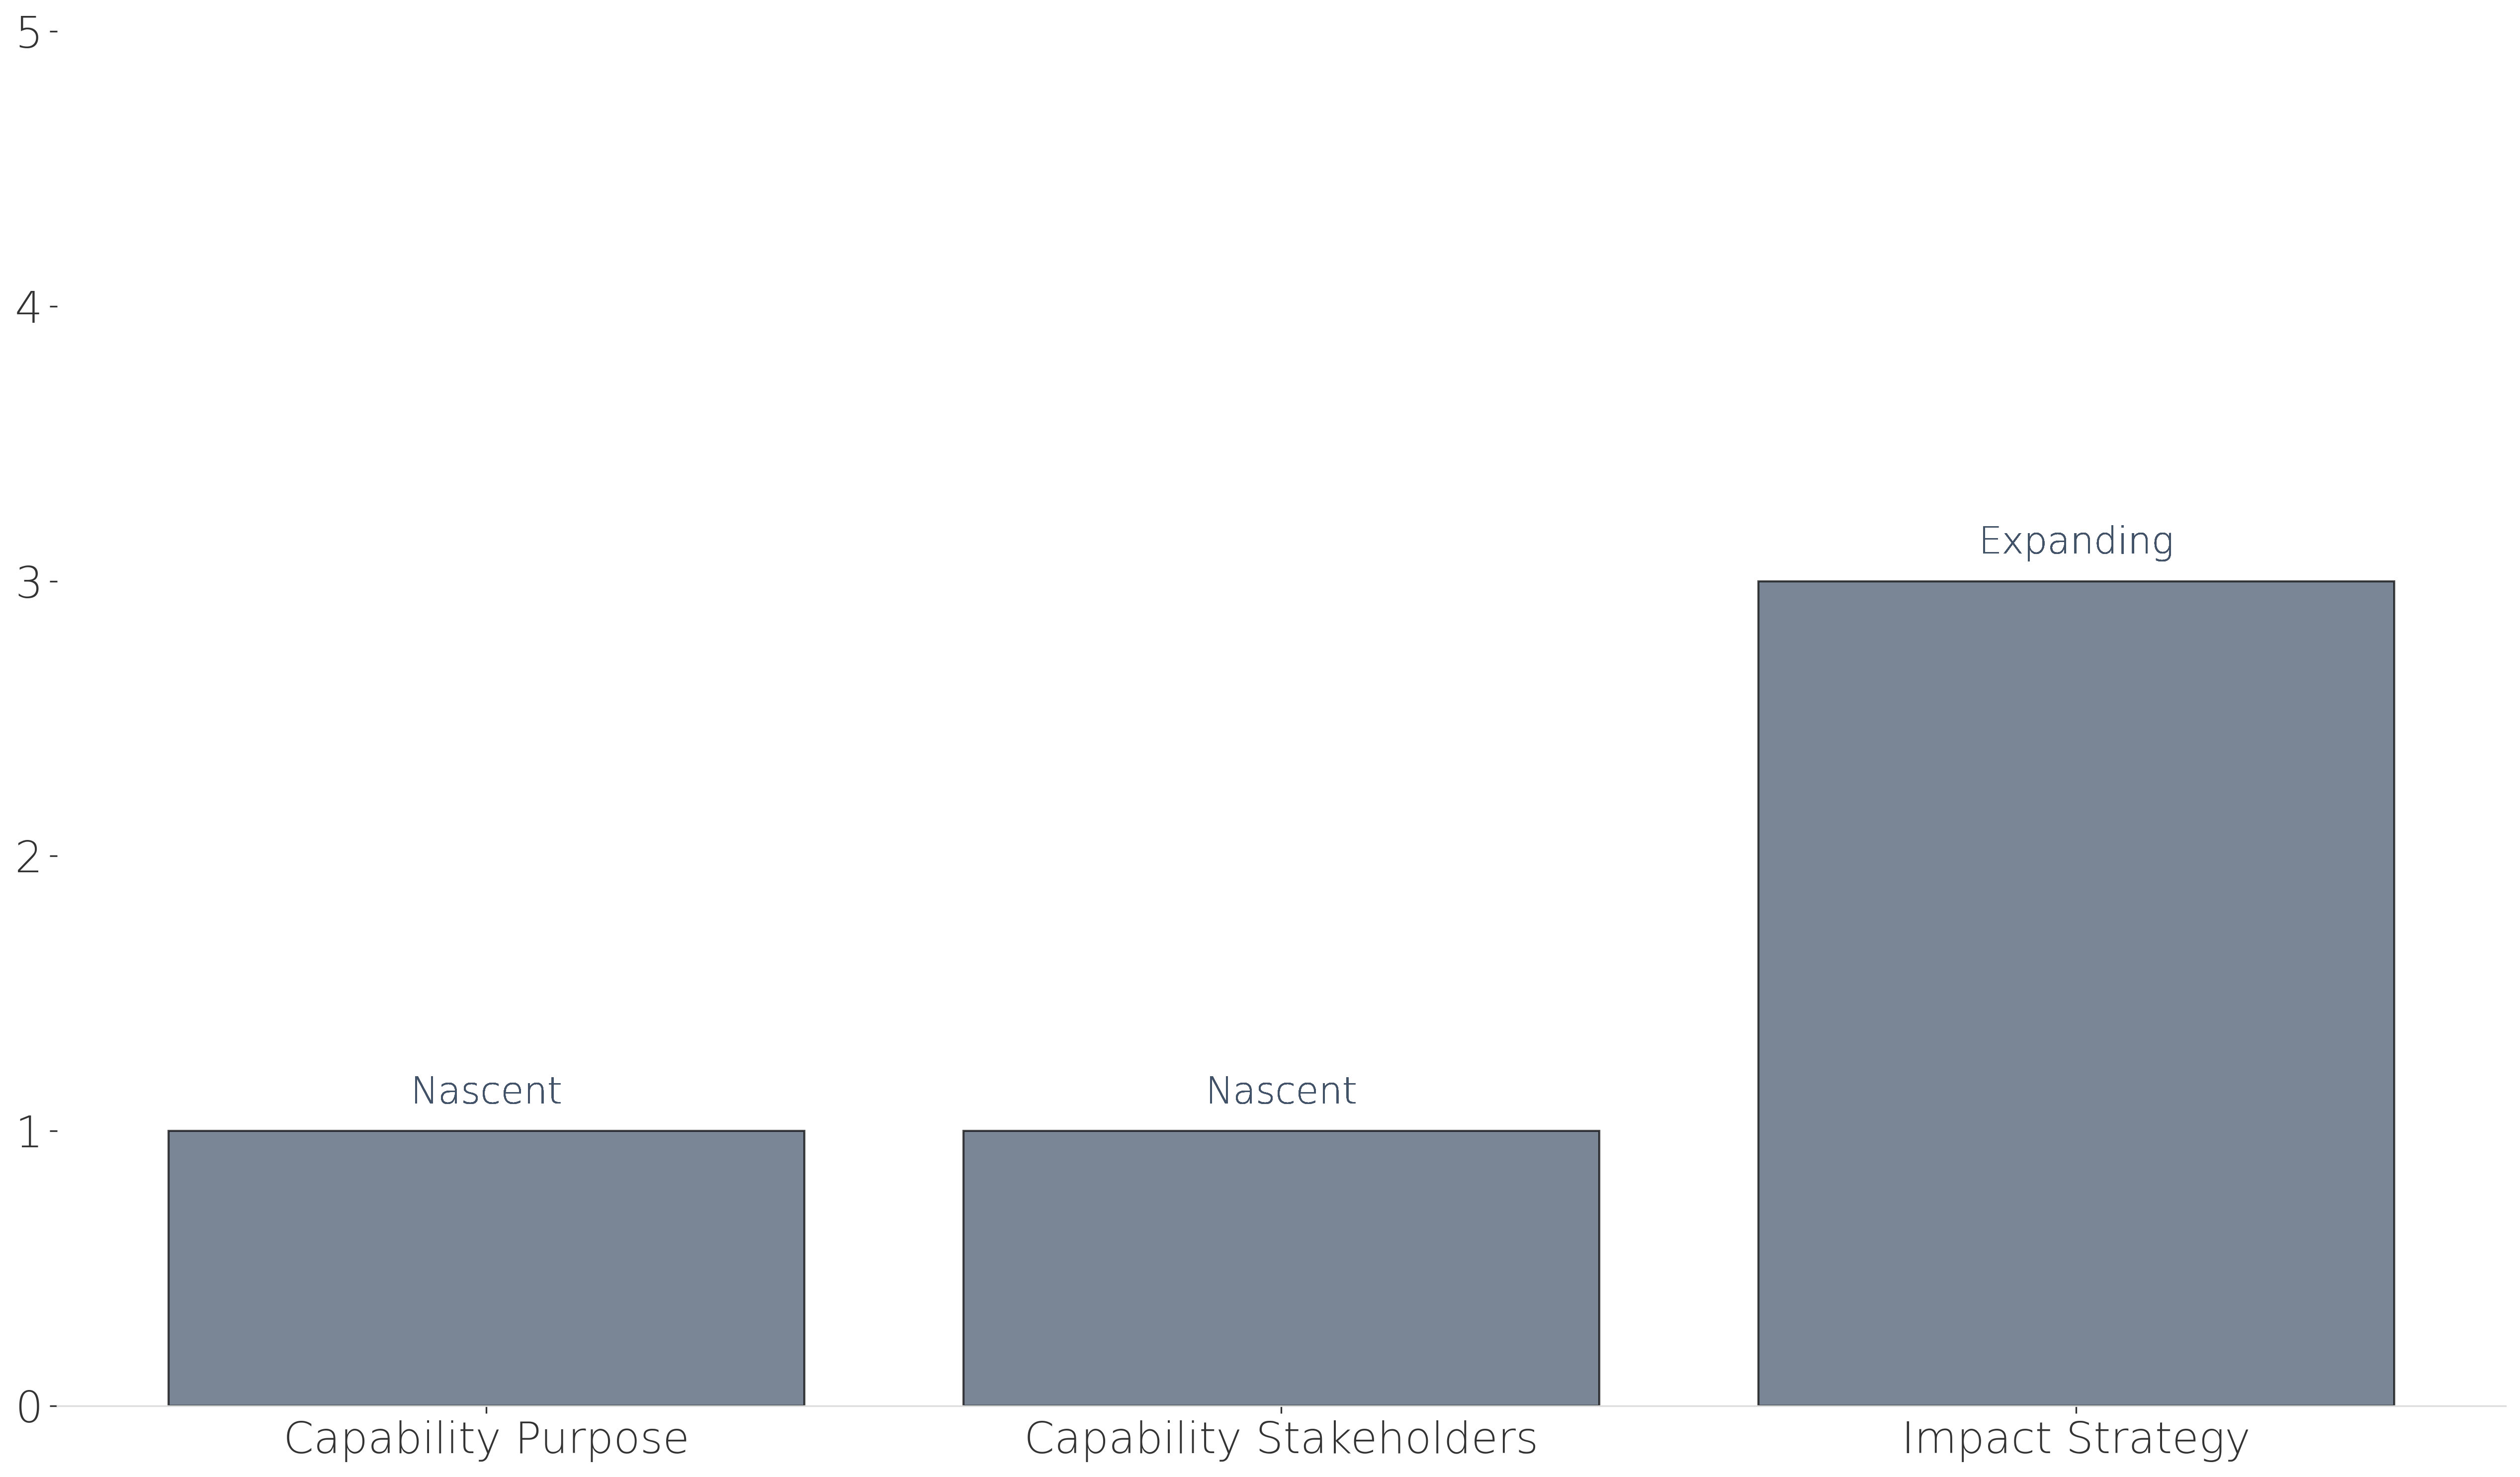 5
4
3
2
1
0
Expanding
Nascent
Nascent
Capability Purpose
Capability Stakeholders
Impact Strategy